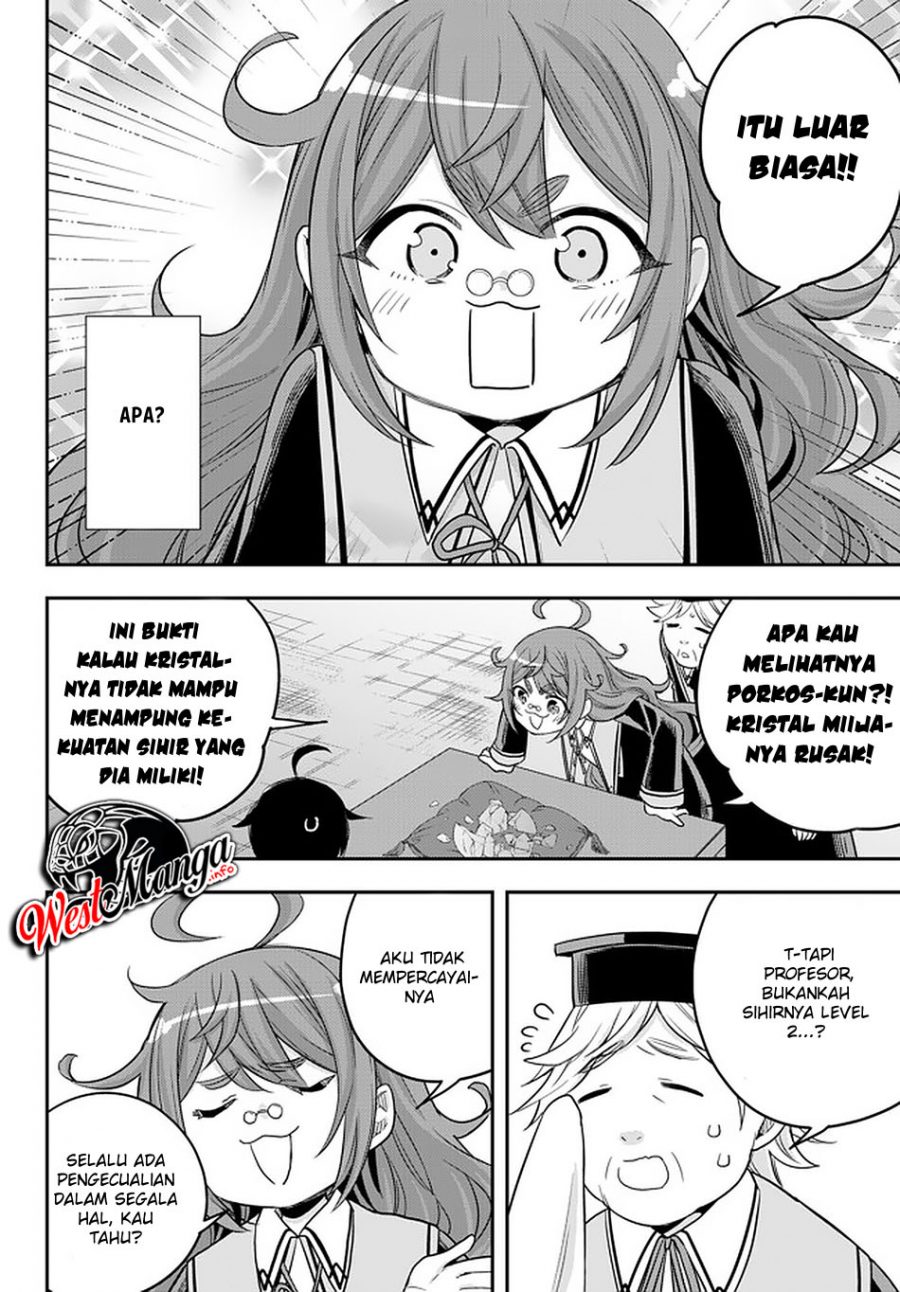 ITU LUAR
BIASA!!
APA?
APA KAU
MELIHATNYA
PORKOS-KUN?!
KRISTAL MIILJA-
NYA RUSAK!
INI BUKTI
KALAU KRISTAL-
NYA TIDAK MAMPU
MENAMPUNG KE-
KUATAN SIHIR YANG
DIA MILIKI!
WestManga
.info
T-TAPI
PROFESOR,
BUKANKAH
SIHIRNYA LEVEL
2...?
AKU TIDAK
MEMPERCAYAI-
NYA
SELALU ADA
PENGECUALIAN
DALAM SEGALA
HAL, KAU
TAHU?